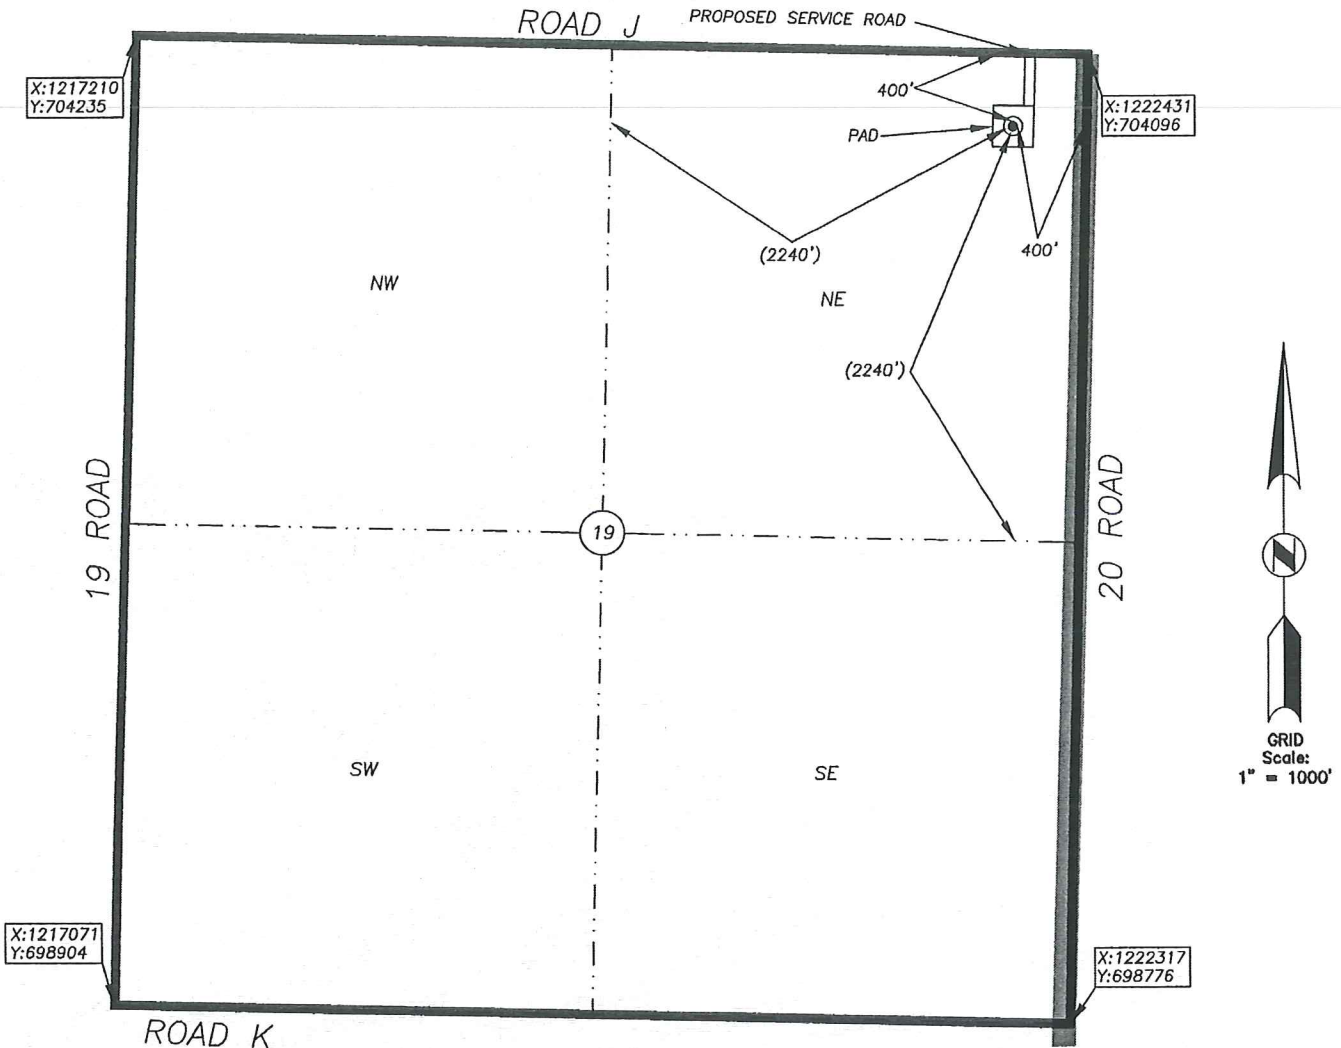 ROAD J
PROPOSED SERVICE ROAD
X:1217210
Y:704235
400'
X:1222431
Y:704096
PAD
(2240')
400'
NW
NE
(2240')
19 ROAD
19
20 ROAD
N
GRID
Scale:
1" = 1000'
SW
SE
X:1217071
Y:698904
X:1222317
Y:698776
ROAD K